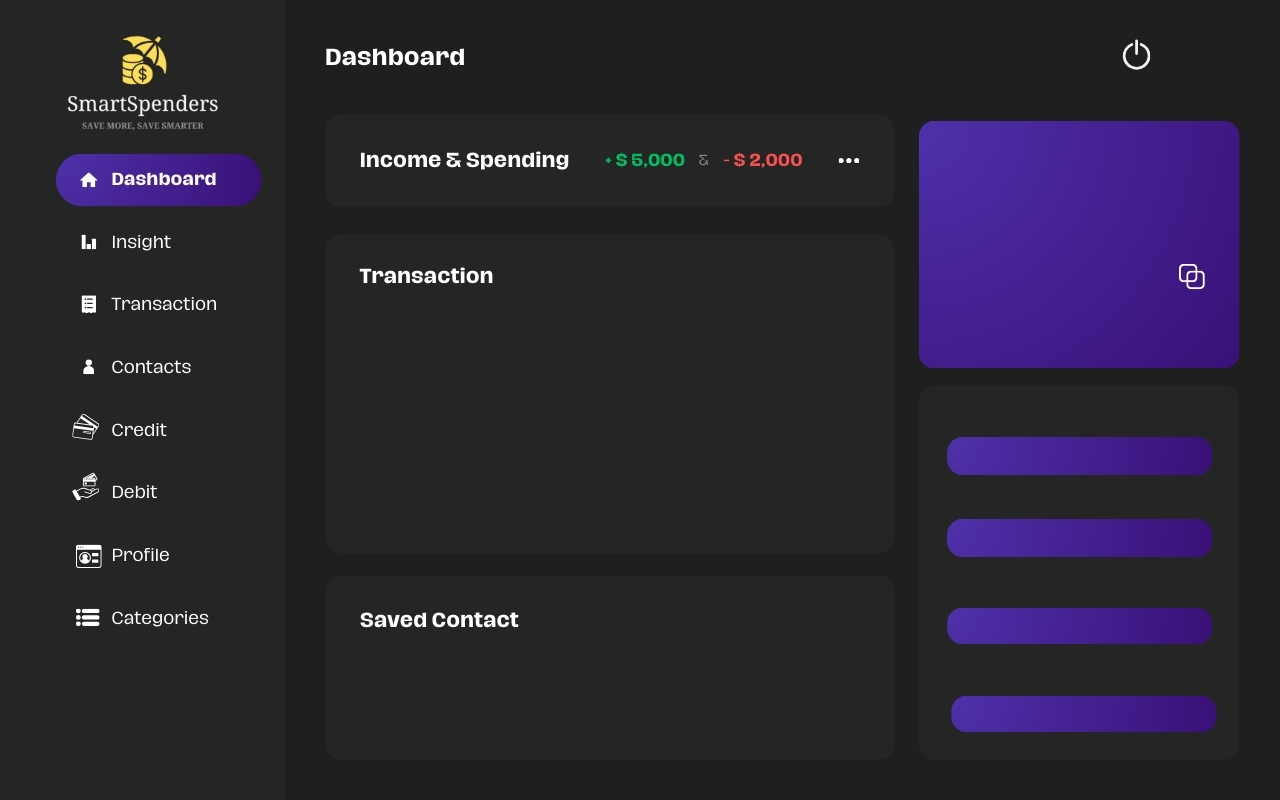 SmartSpenders
SAVE MORE, SAVE SMARTER
Dashboard
Insight
Transaction
Contacts
Credit
Debit
Profile
Categories
Dashboard
Income & Spending + $ 5,000 & - $ 2,000
Transaction
Saved Contact